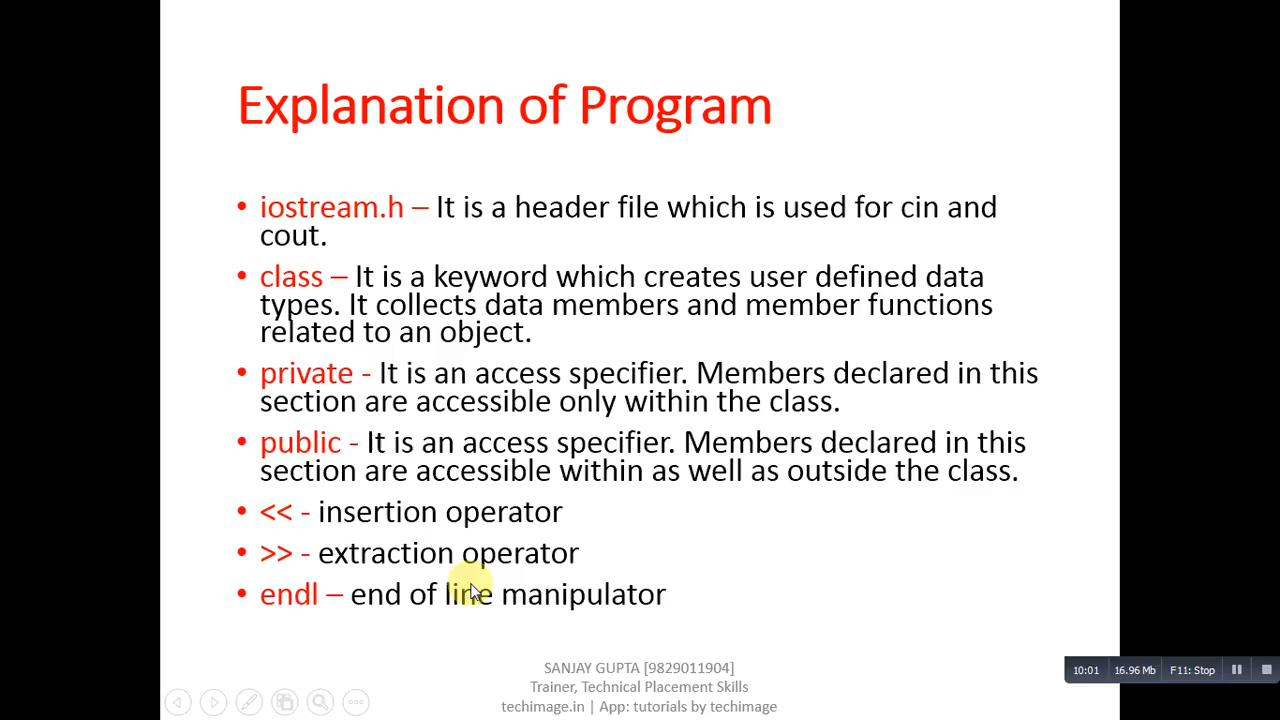 Explanation of Program
• iostream.h – It is a header file which is used for cin and
cout.
• class – It is a keyword which creates user defined data
types. It collects data members and member functions
related to an object.
• private - It is an access specifier. Members declared in this
section are accessible only within the class.
• public - It is an access specifier. Members declared in this
section are accessible within as well as outside the class.
• << - insertion operator
• >> - extraction operator
• endl – end of line manipulator
SANJAY GUPTA [9829011904]
Trainer, Technical Placement Skills
techimage.in | App: tutorials by techimage
10:01 16.96 Mb F11: Stop